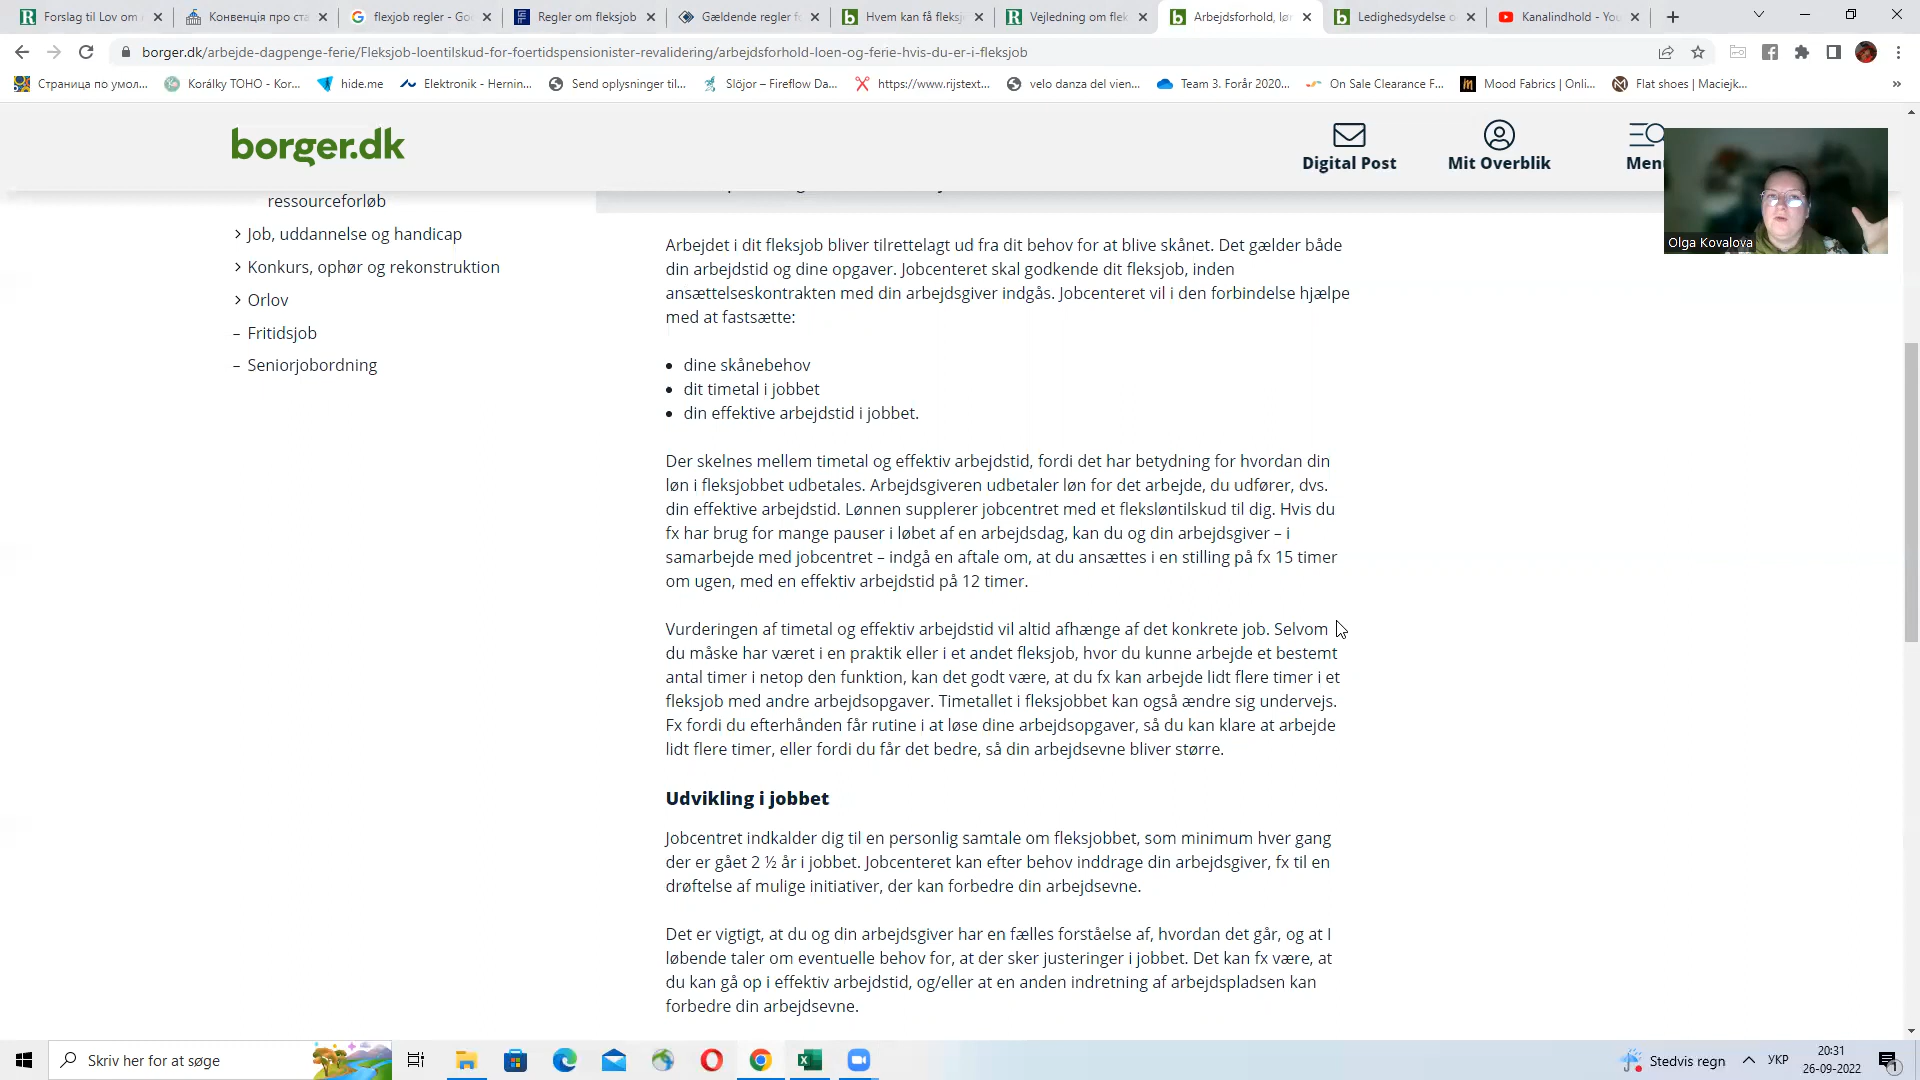 Forslag til Lov om
Конвенція про ста
flexjob regler - Go
Regler om fleksjob
Gældende regler f
Hvem kan få fleksj
Vejledning om flek
Arbejdsforhold, lø
Ledighedsydelse o
Kanalindhold - You
borger.dk/arbejde-dagpenge-ferie/Fleksjob-loentilskud-for-foertidspensionister-revalidering/arbejdsforhold-loen-og-ferie-hvis-du-er-i-fleksjob
Страница по умол...
Korálky TOHO - Kor...
hide.me
Elektronik - Hernin...
Send oplysninger til...
Slöjor – Fireflow Da...
https://www.rijstext...
velo danza del vien...
Team 3. Forår 2020...
On Sale Clearance F...
Mood Fabrics | Onli...
Flat shoes | Maciejk...
borger.dk
Digital Post
Mit Overblik
Menu
Olga Kovalova
ressourceforløb
Job, uddannelse og handicap
Konkurs, ophør og rekonstruktion
Orlov
– Fritidsjob
– Seniorjobordning
Arbejdet i dit fleksjob bliver tilrettelagt ud fra dit behov for at blive skånet. Det gælder både
din arbejdstid og dine opgaver. Jobcenteret skal godkende dit fleksjob, inden
ansættelseskontrakten med din arbejdsgiver indgås. Jobcenteret vil i den forbindelse hjælpe
med at fastsætte:
• dine skånebehov
• dit timetal i jobbet
• din effektive arbejdstid i jobbet.
Der skelnes mellem timetal og effektiv arbejdstid, fordi det har betydning for hvordan din
løn i fleksjobbet udbetales. Arbejdsgiveren udbetaler løn for det arbejde, du udfører, dvs.
din effektive arbejdstid. Lønnen supplerer jobcentret med et fleksløntilskud til dig. Hvis du
fx har brug for mange pauser i løbet af en arbejdsdag, kan du og din arbejdsgiver – i
samarbejde med jobcentret – indgå en aftale om, at du ansættes i en stilling på fx 15 timer
om ugen, med en effektiv arbejdstid på 12 timer.
Vurderingen af timetal og effektiv arbejdstid vil altid afhænge af det konkrete job. Selvom
du måske har været i en praktik eller i et andet fleksjob, hvor du kunne arbejde et bestemt
antal timer i netop den funktion, kan det godt være, at du fx kan arbejde lidt flere timer i et
fleksjob med andre arbejdsopgaver. Timetallet i fleksjobbet kan også ændre sig undervejs.
Fx fordi du efterhånden får rutine i at løse dine arbejdsopgaver, så du kan klare at arbejde
lidt flere timer, eller fordi du får det bedre, så din arbejdsevne bliver større.
Udvikling i jobbet
Jobcentret indkalder dig til en personlig samtale om fleksjobbet, som minimum hver gang
der er gået 2 ½ år i jobbet. Jobcenteret kan efter behov inddrage din arbejdsgiver, fx til en
drøftelse af mulige initiativer, der kan forbedre din arbejdsevne.
Det er vigtigt, at du og din arbejdsgiver har en fælles forståelse af, hvordan det går, og at I
løbende taler om eventuelle behov for, at der sker justeringer i jobbet. Det kan fx være, at
du kan gå op i effektiv arbejdstid, og/eller at en anden indretning af arbejdspladsen kan
forbedre din arbejdsevne.
Skriv her for at søge
Stedvis regn
УКР
20:31
26-09-2022